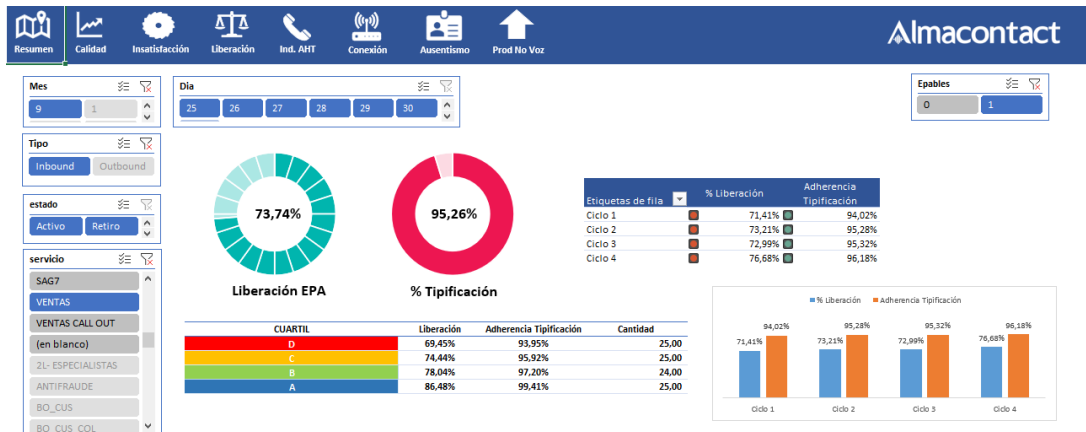 Resumen Calidad Insatisfacción Liberación Ind. AHT Conexión Ausentismo Prod No Voz
Almacontact
Mes
9 1
Dia
25 26 27 28 29 30
Epables
0 1
Tipo
Inbound Outbound
estado
Activo Retiro
servicio
SAG7
VENTAS
VENTAS CALL OUT
(en blanco)
2L- ESPECIALISTAS
ANTIFRAUDE
BO_CUS
BO_CUS_COL
73,74%
Liberación EPA
95,26%
% Tipificación
Etiquetas de fila % Liberación Adherencia Tipificación
Ciclo 1 71,41% 94,02%
Ciclo 2 73,21% 95,28%
Ciclo 3 72,99% 95,32%
Ciclo 4 76,68% 96,18%
CUARTIL Liberación Adherencia Tipificación Cantidad
D 69,45% 93,95% 25,00
C 74,44% 95,92% 25,00
B 78,04% 97,20% 24,00
A 86,48% 99,41% 25,00
% Liberación Adherencia Tipificación
71,41% 94,02% 73,21% 95,28% 72,99% 95,32% 76,68% 96,18%
Ciclo 1 Ciclo 2 Ciclo 3 Ciclo 4